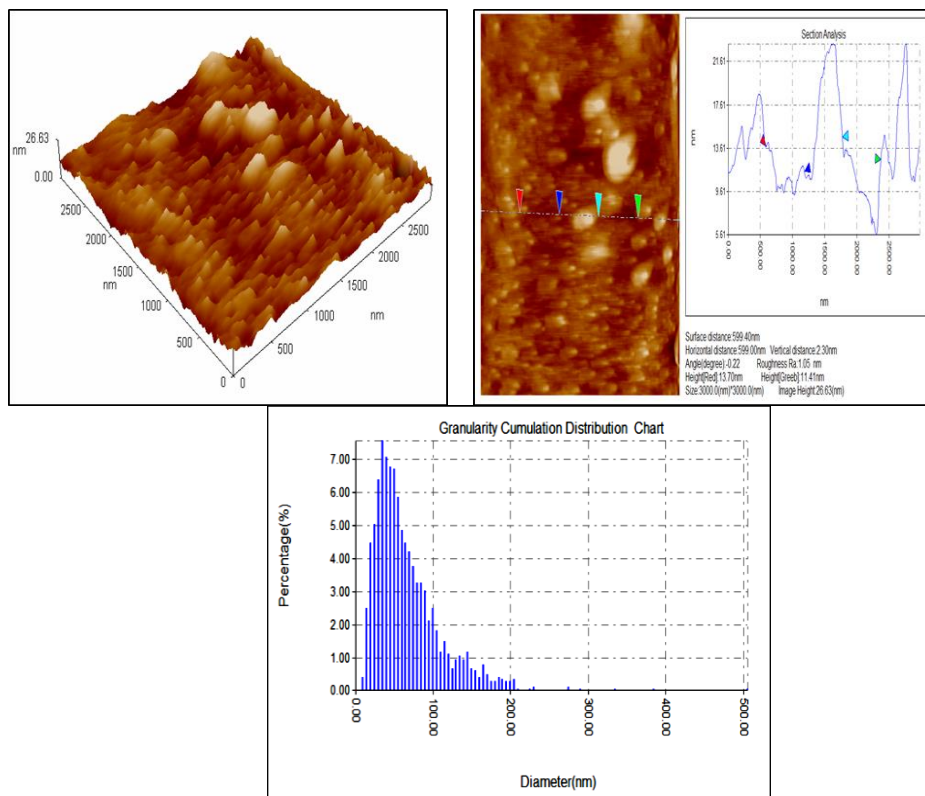 26.63
nm
0.00
2500
2000
1500
nm
1000
500
0
0
500
1000
1500
nm
2000
2500
Section Analysis
nm
21.61
17.61
13.61
9.61
5.61
0.00
500.00
1000.00
1500.00
2000.00
2500.00
nm
Surface distance:599.40nm
Horizontal distance:599.00nm Vertical distance:2.30nm
Angle(degree):-0.22 Roughness Ra:1.05 nm
Height[Red]:13.70nm Height[Greeb]:11.41nm
Size:3000.0(nm)*3000.0(nm) Image Height:26.63nm
Granularity Cumulation Distribution Chart
Percentage(%)
7.00
6.00
5.00
4.00
3.00
2.00
1.00
0.00
0.00
100.00
200.00
300.00
400.00
500.00
Diameter(nm)